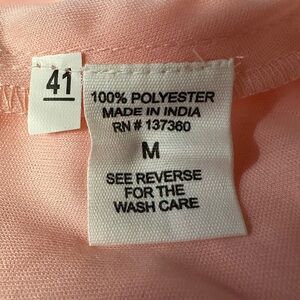 41
100% POLYESTER
MADE IN INDIA
RN # 137360
M
SEE REVERSE
FOR THE
WASH CARE